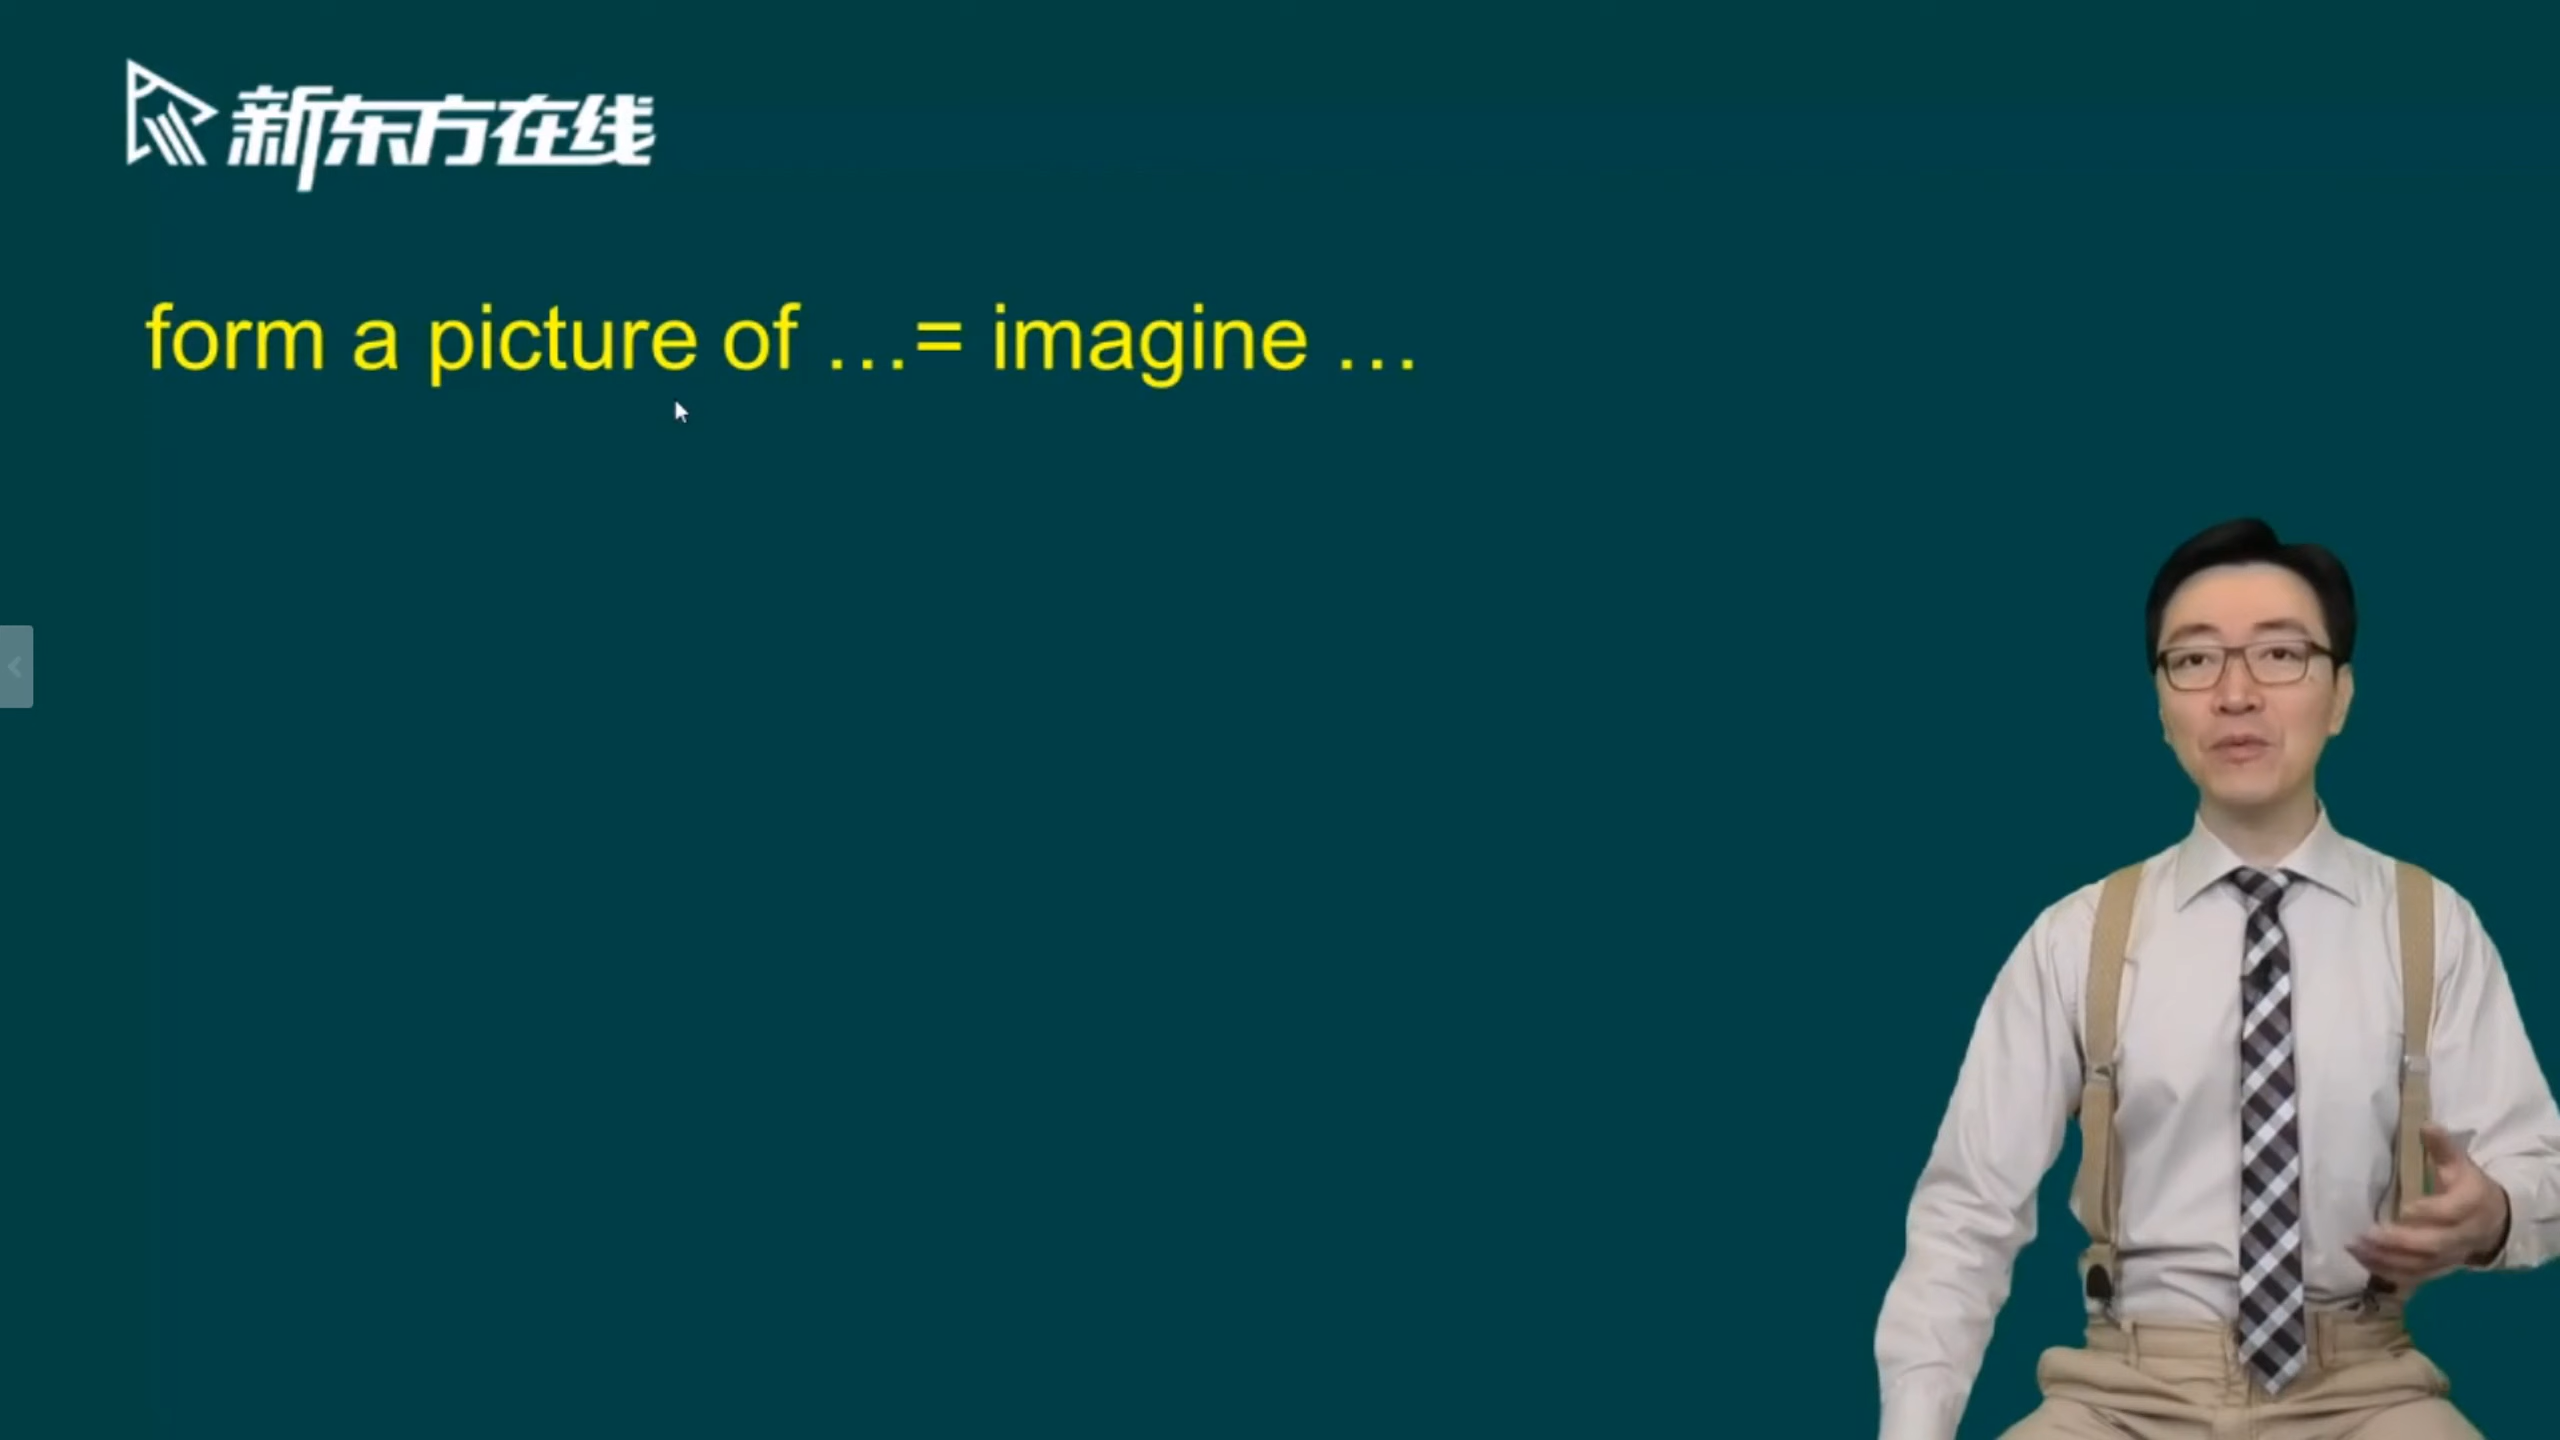 新东方在线
form a picture of …= imagine …